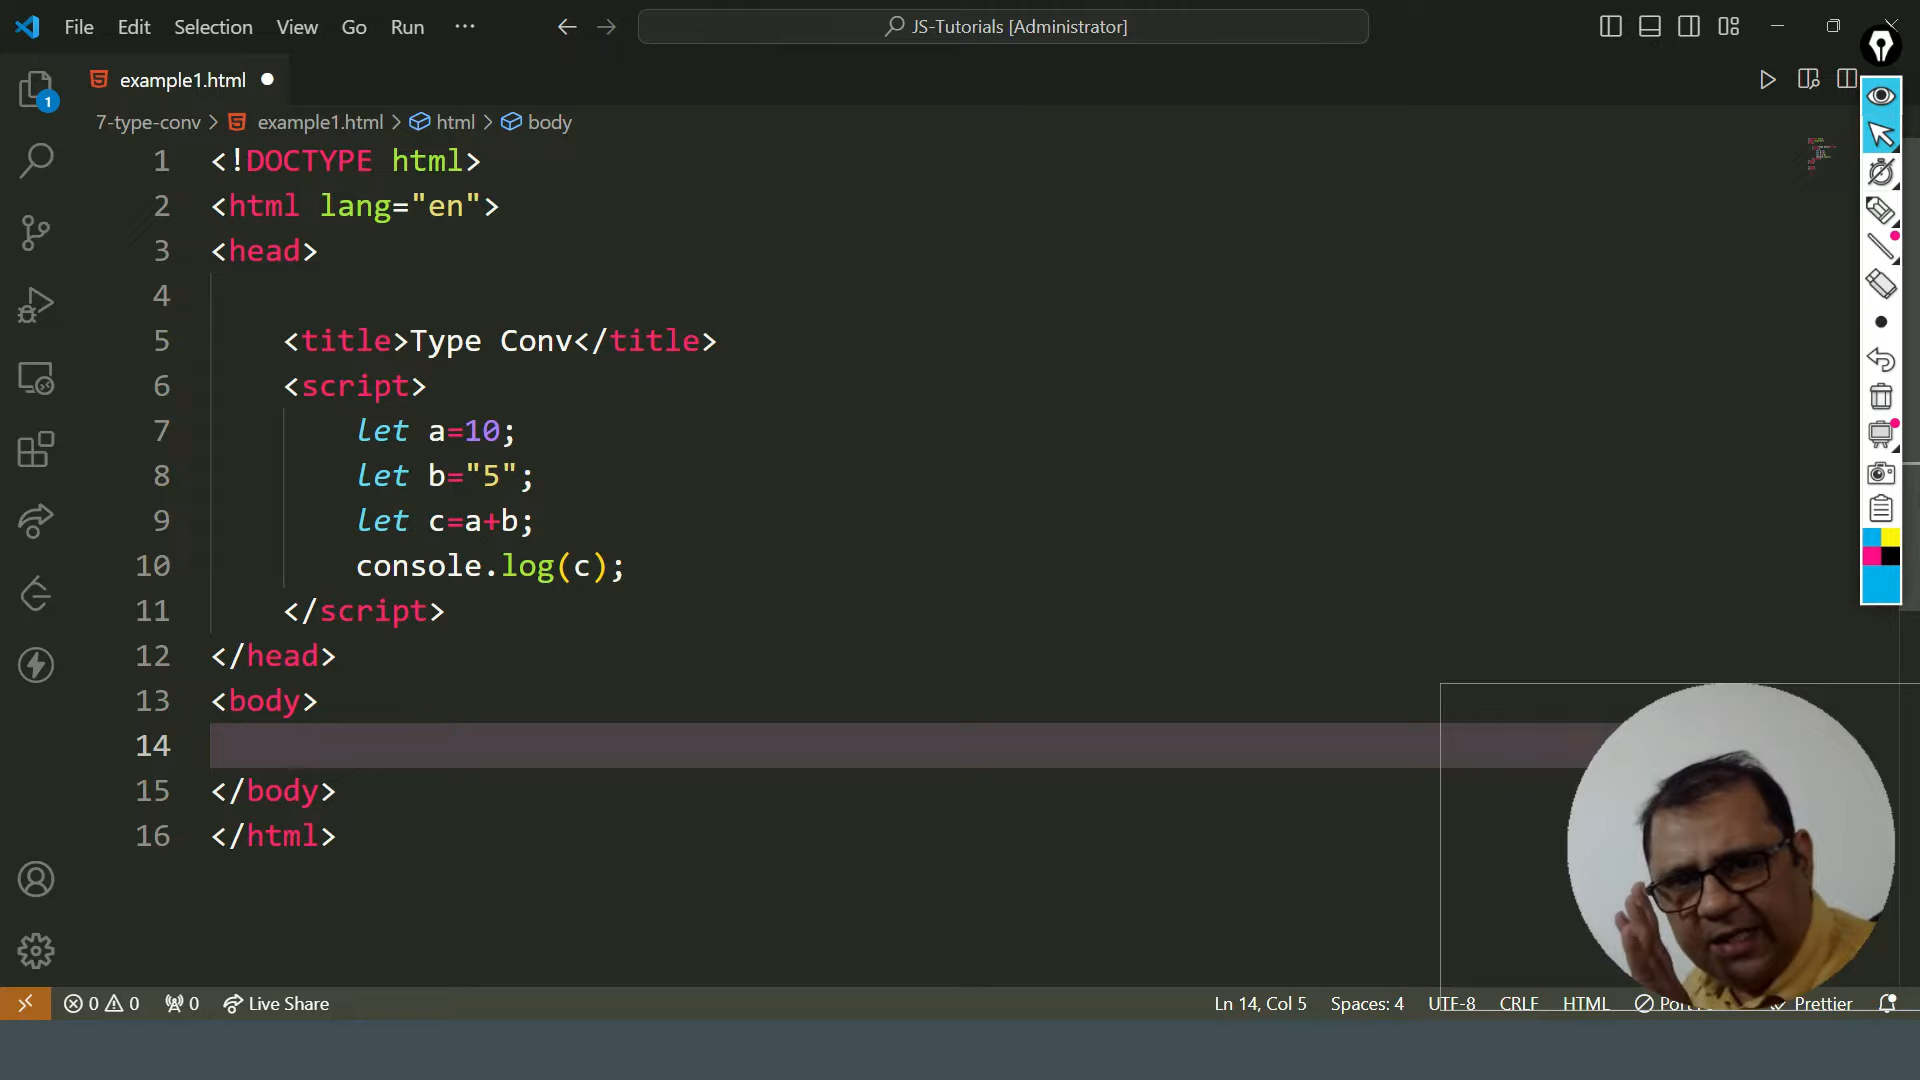 File Edit Selection View Go Run ··· JS-Tutorials [Administrator]
example1.html
1
7-type-conv > example1.html > html > body
1 <!DOCTYPE html>
2 <html lang="en">
3 <head>
4
5 <title>Type Conv</title>
6 <script>
7 let a=10;
8 let b="5";
9 let c=a+b;
10 console.log(c);
11 </script>
12 </head>
13 <body>
14
15 </body>
16 </html>
0 0 0 Live Share Ln 14, Col 5 Spaces: 4 UTF-8 CRLF HTML Prettier